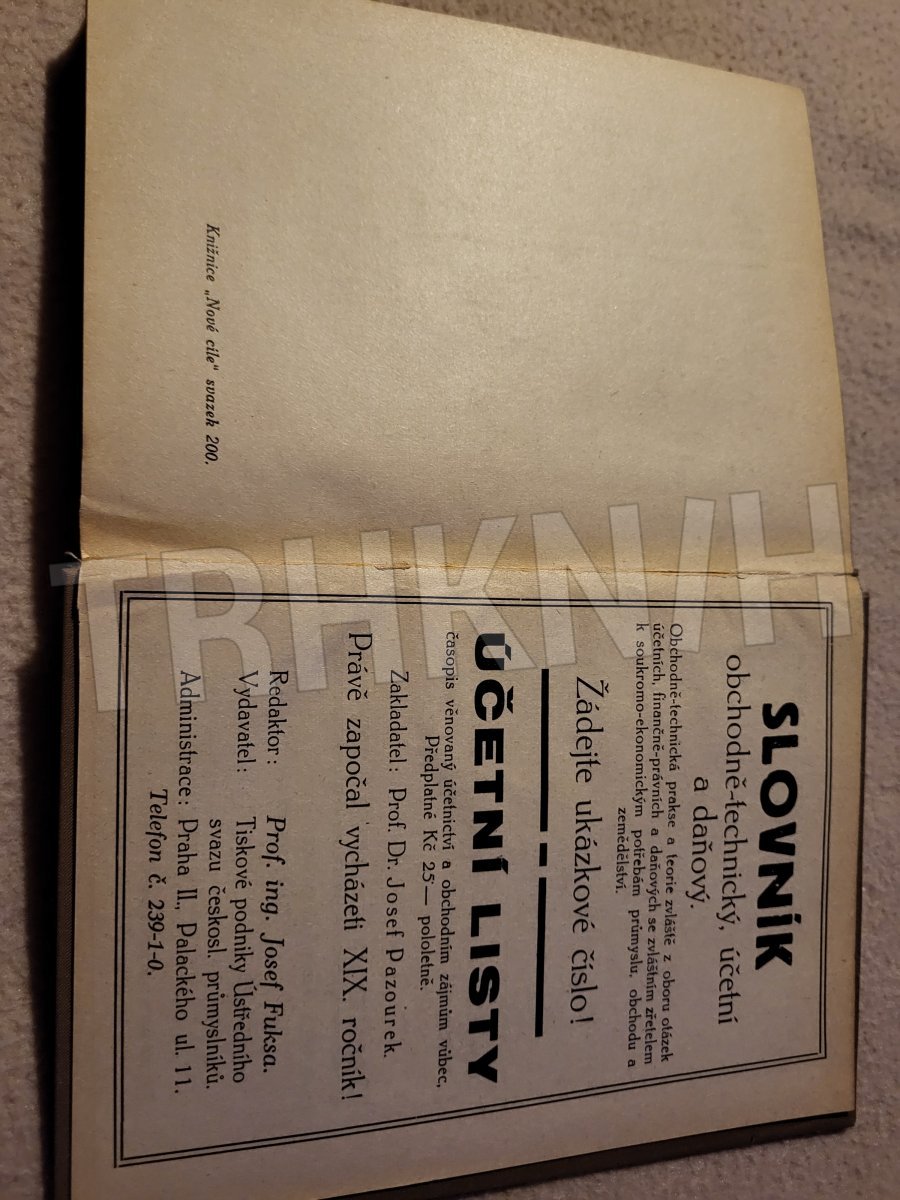 Knižnice „Nové cíle“ svazek 200.
SLOVNÍK
obchodně-technický, účetní
a daňový.
Obchodně-technická prakse a teorie zvláště z oboru otázek
účetních, finančně-právních a daňových se zvláštním zřetelem
k soukromo-ekonomickým potřebám průmyslu, obchodu a
zemědělství.
Žádejte ukázkové číslo!
ÚČETNÍ LISTY
časopis věnovaný účetnictví a obchodním zájmům vůbec,
Předplatné Kč 25·— pololetně.
Zakladatel: Prof. Dr. Josef Pazourek.
Právě započal vycházeti XIX. ročník!
Redaktor: Prof. ing. Josef Fuksa.
Vydavatel: Tiskové podniky Ústředního
svazu českosl. průmyslníků.
Administrace: Praha II., Palackého ul. 11.
Telefon č. 239-1-0.
TRHKNIH